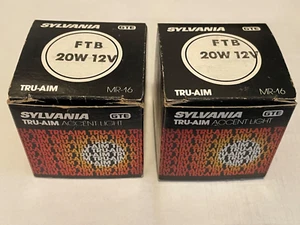 SYLVANIA GTE
FTB
20W 12V
TRU-AIM MR-16
SYLVANIA GTE
TRU-AIM ACCENT LIGHT
SYLVANIA GTE
FTB
20W 12V
TRU-AIM MR-16
SYLVANIA GTE
TRU-AIM ACCENT LIGHT